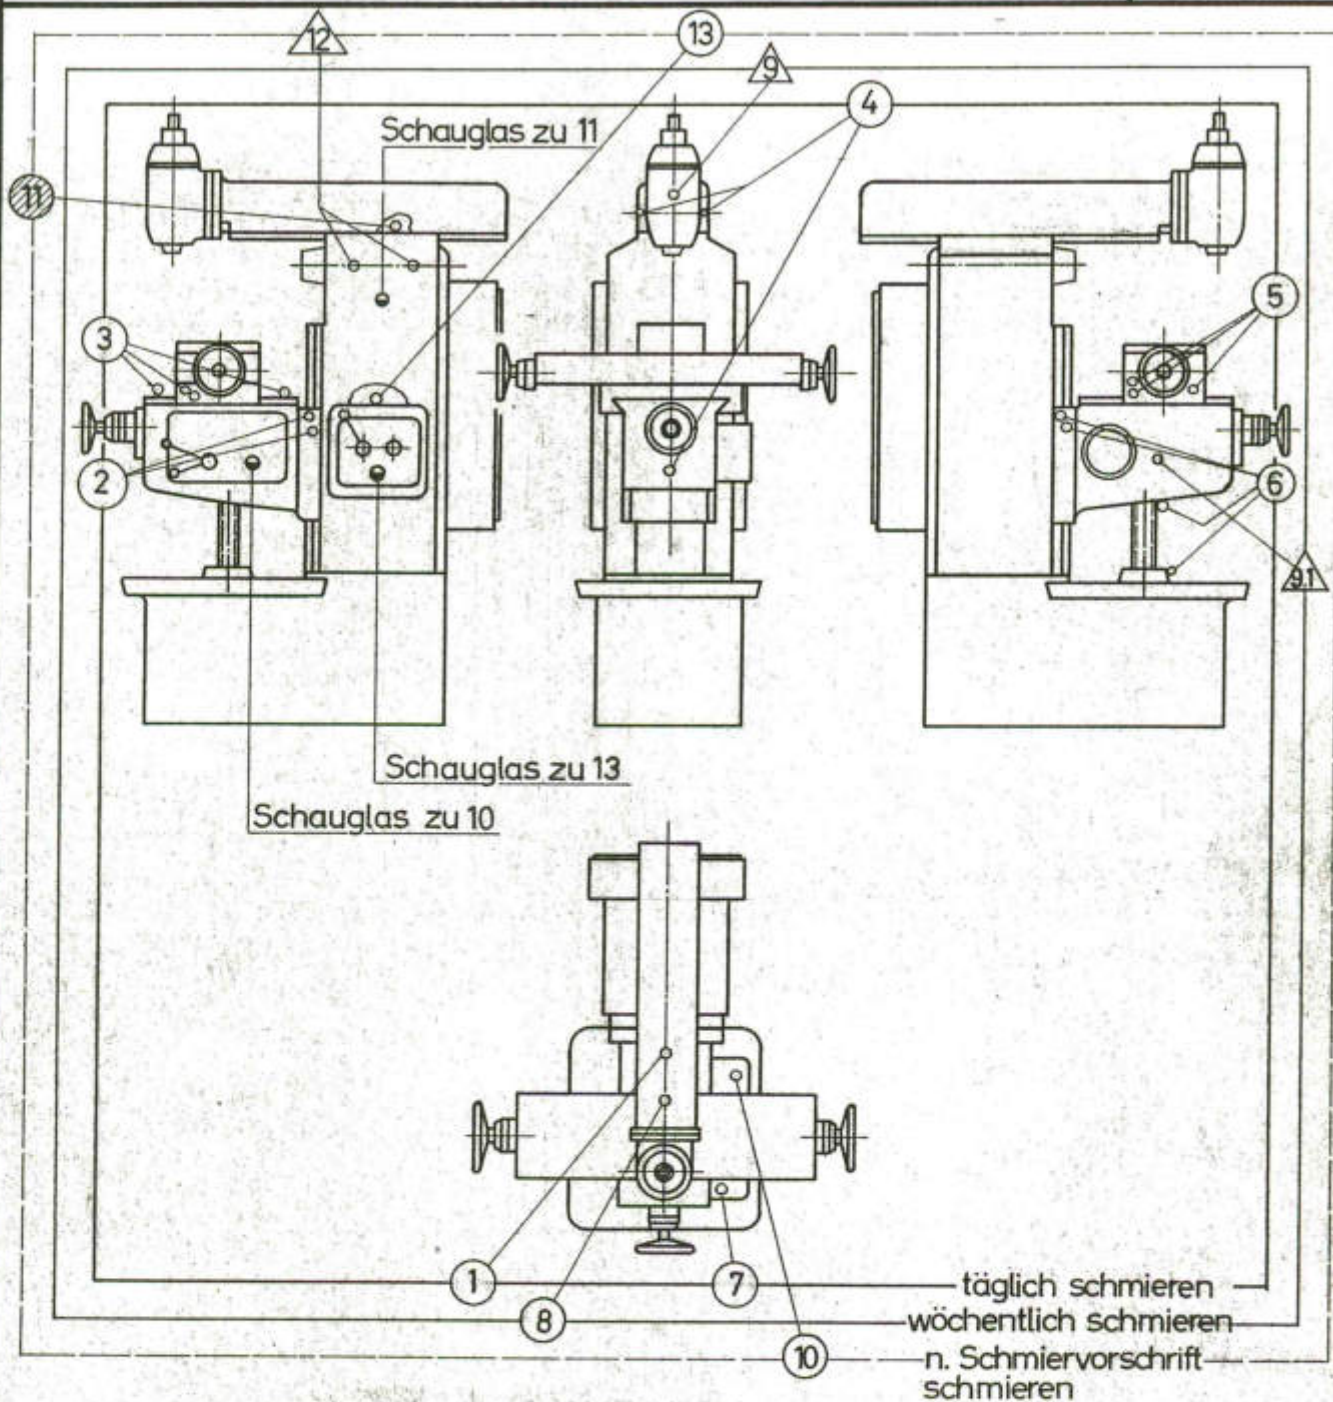 12
13
9
4
Schauglas zu 11
11
5
3
2
6
9.1
Schauglas zu 13
Schauglas zu 10
1
7
täglich schmieren
8
wöchentlich schmieren
10
n. Schmiervorschrift
schmieren